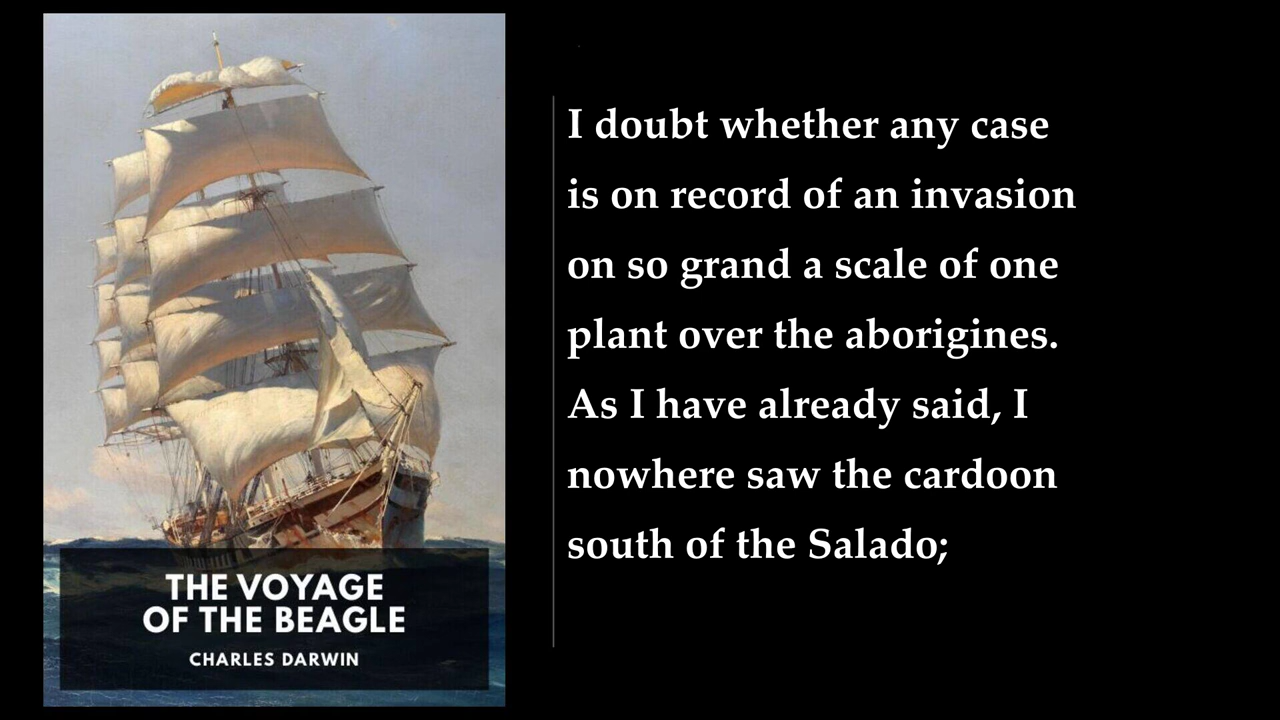 THE VOYAGE
OF THE BEAGLE
CHARLES DARWIN
I doubt whether any case
is on record of an invasion
on so grand a scale of one
plant over the aborigines.
As I have already said, I
nowhere saw the cardoon
south of the Salado;